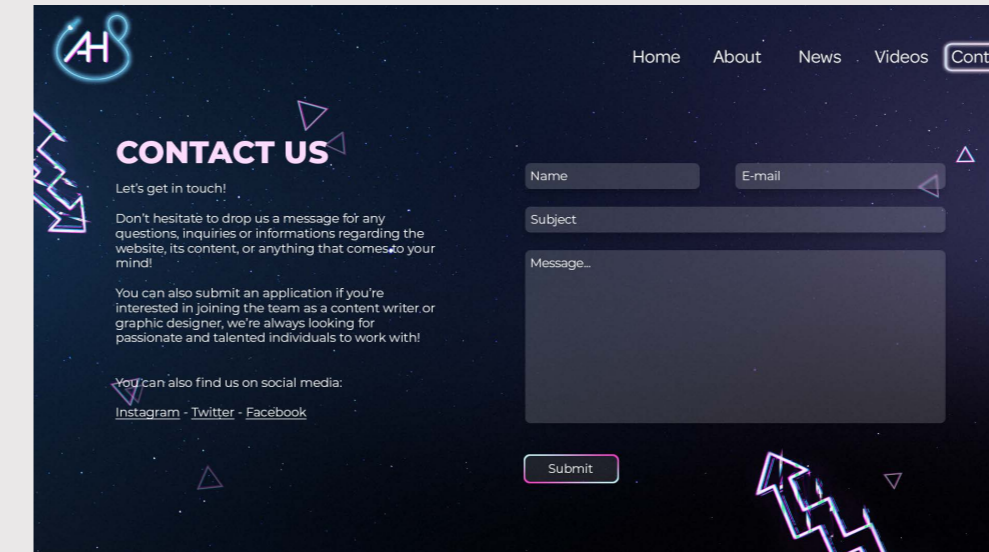 AH
Home About News Videos Cont
CONTACT US
Let's get in touch!
Don't hesitate to drop us a message for any
questions, inquiries or informations regarding the
website, its content, or anything that comes to your
mind!
You can also submit an application if you're
interested in joining the team as a content writer or
graphic designer, we're always looking for
passionate and talented individuals to work with!
You can also find us on social media:
Instagram - Twitter - Facebook
Name
E-mail
Subject
Message...
Submit